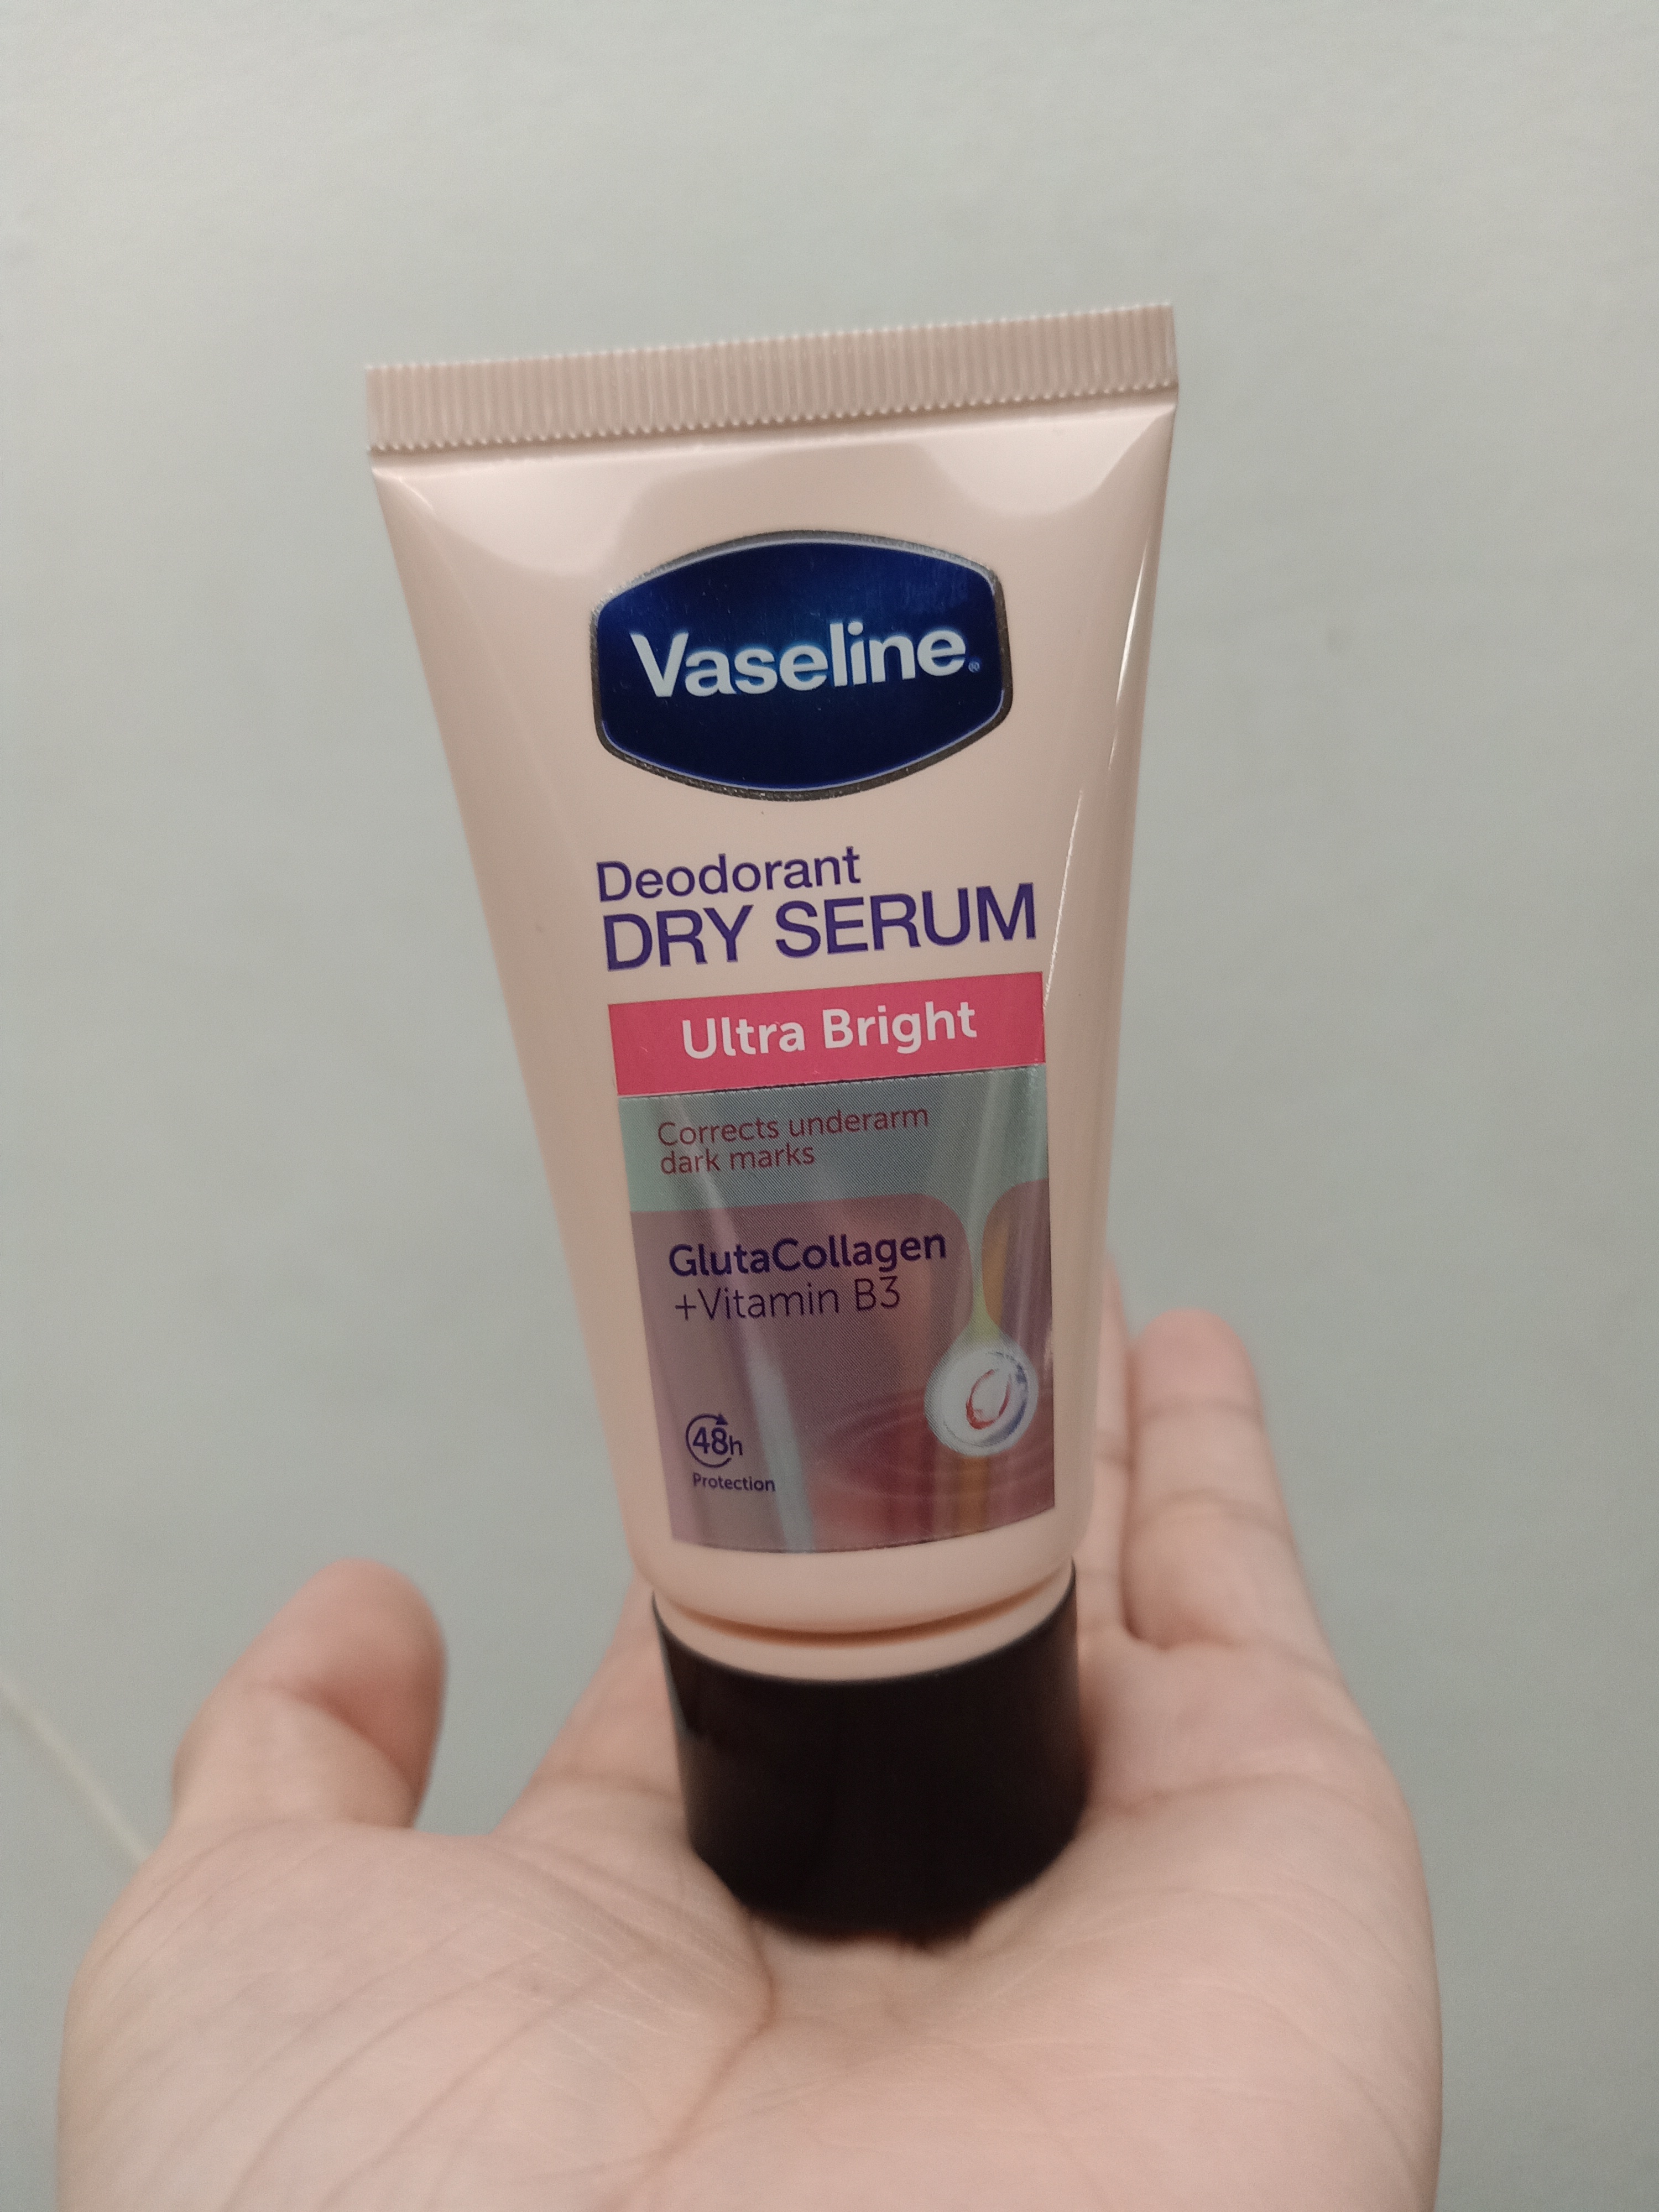 Vaseline®
Deodorant
DRY SERUM
Ultra Bright
Corrects underarm
dark marks
GlutaCollagen
+Vitamin B3
48h
Protection